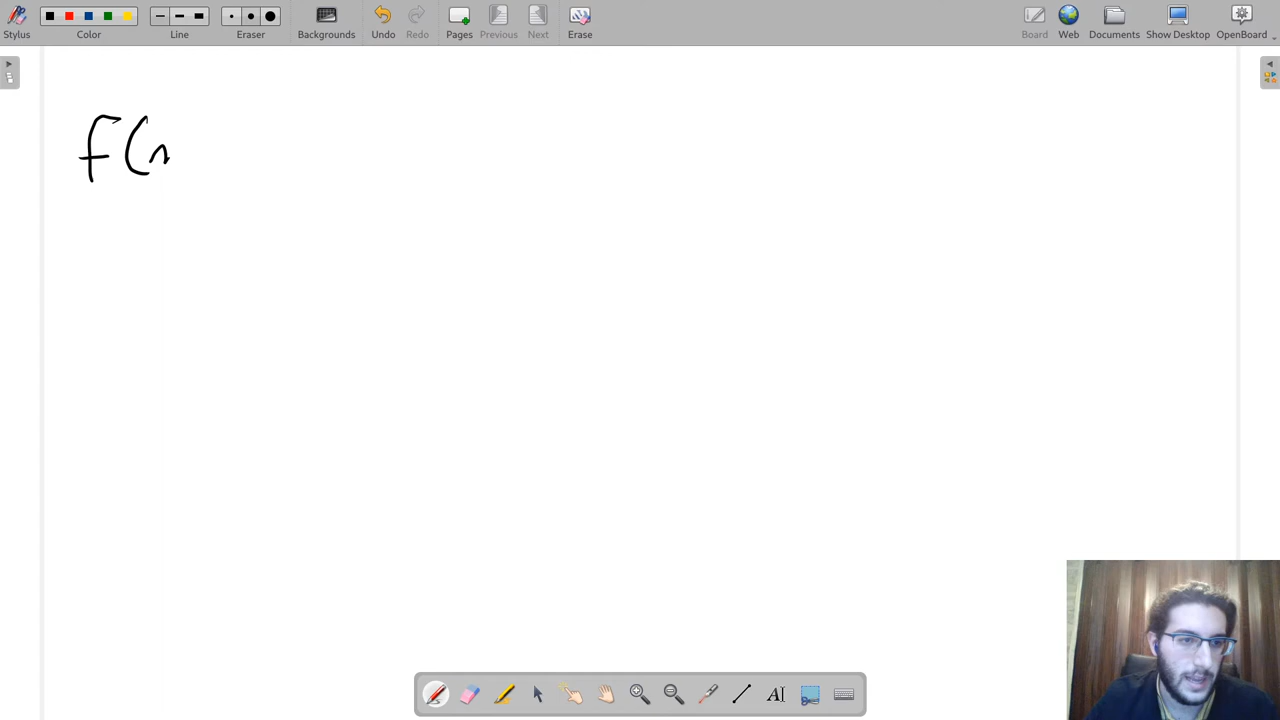 Stylus
Color
Line
Eraser
Backgrounds
Undo
Redo
Pages
Previous
Next
Erase
Board
Web
Documents
Show Desktop
OpenBoard
f(n